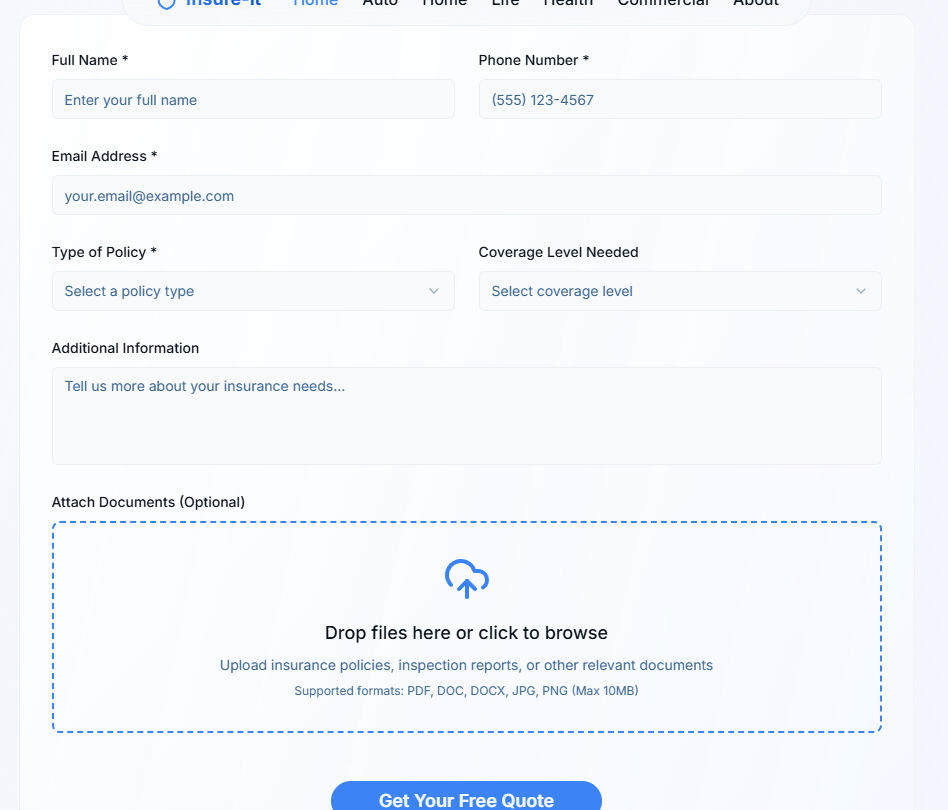 Insure-It Home Auto Home Life Health Commercial About
Full Name *
Phone Number *
Enter your full name
(555) 123-4567
Email Address *
your.email@example.com
Type of Policy *
Coverage Level Needed
Select a policy type
Select coverage level
Additional Information
Tell us more about your insurance needs...
Attach Documents (Optional)
Drop files here or click to browse
Upload insurance policies, inspection reports, or other relevant documents
Supported formats: PDF, DOC, DOCX, JPG, PNG (Max 10MB)
Get Your Free Quote